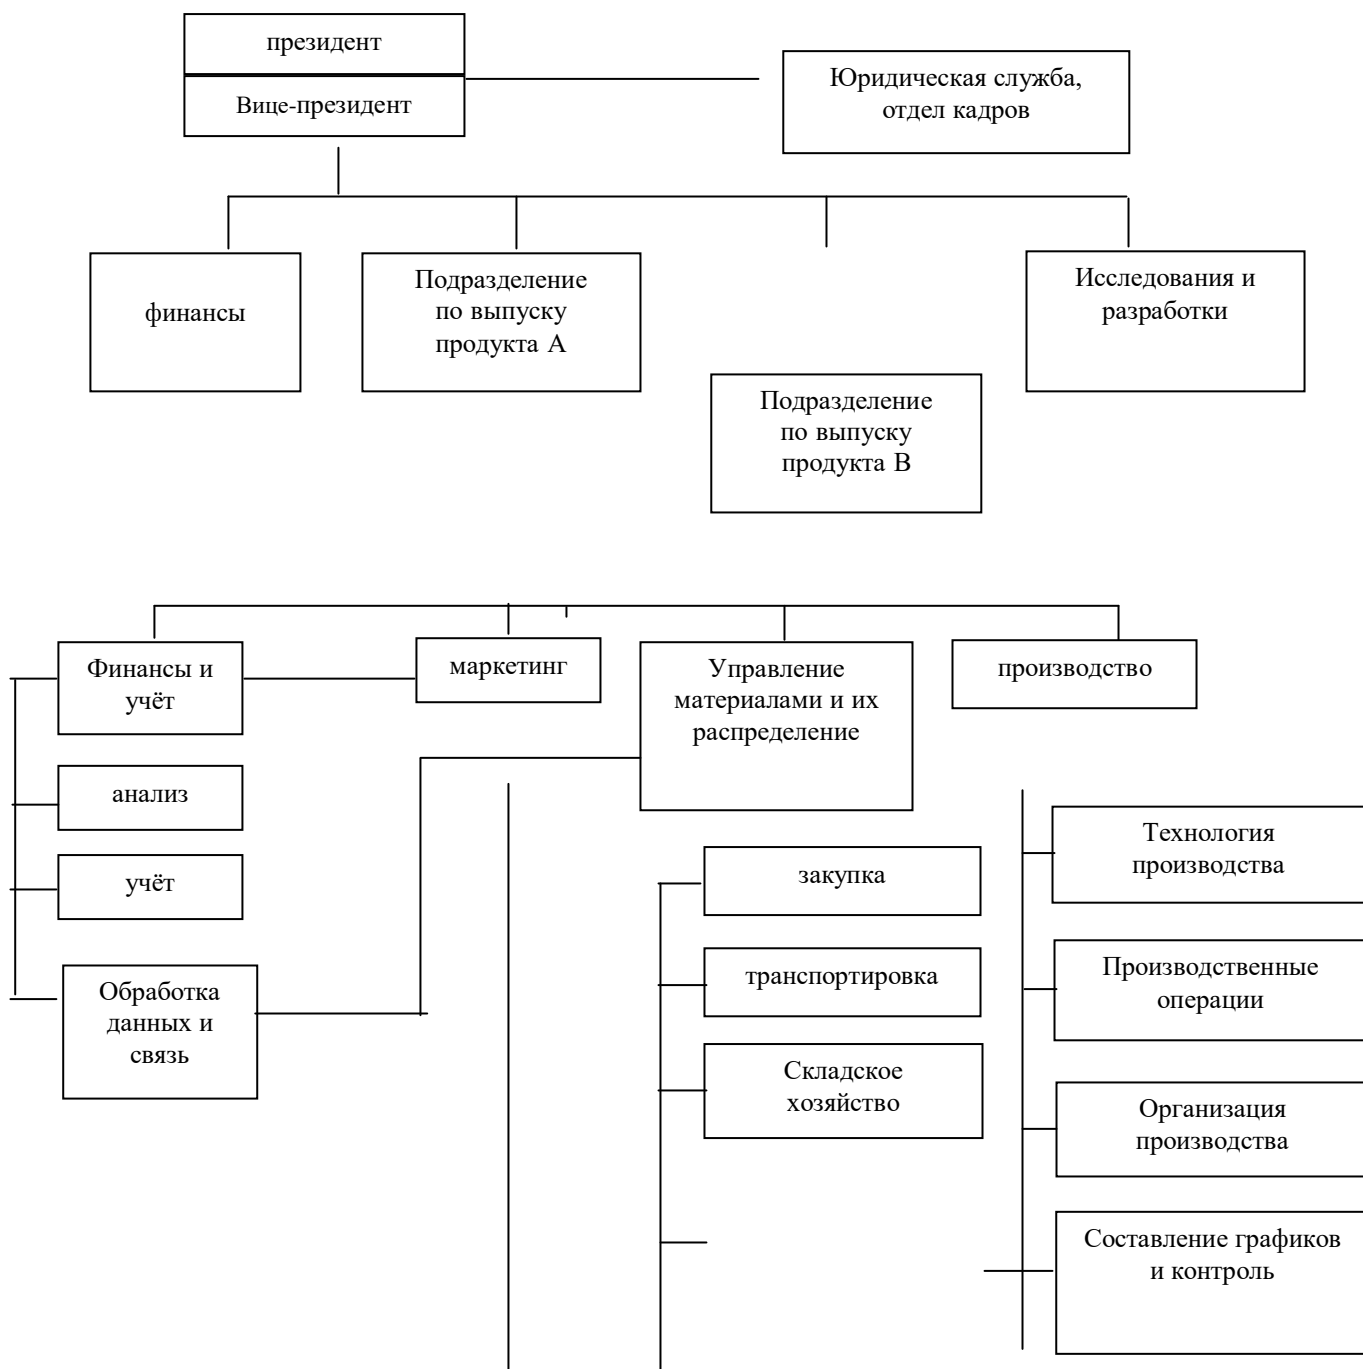 президент
Вице-президент
Юридическая служба,
отдел кадров
финансы
Подразделение
по выпуску
продукта А
Подразделение
по выпуску
продукта В
Исследования и
разработки
Финансы и
учёт
маркетинг
Управление
материалами и их
распределение
производство
анализ
учёт
Обработка
данных и
связь
закупка
транспортировка
Складское
хозяйство
Технология
производства
Производственные
операции
Организация
производства
Составление графиков
и контроль